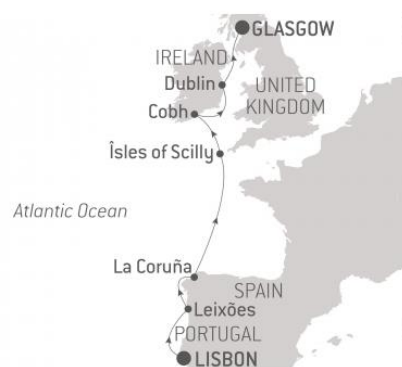 GLASGOW
IRELAND
Dublin
UNITED
KINGDOM
Cobh
Îsles of Scilly
Atlantic Ocean
La Coruña
SPAIN
Leixões
PORTUGAL
LISBON